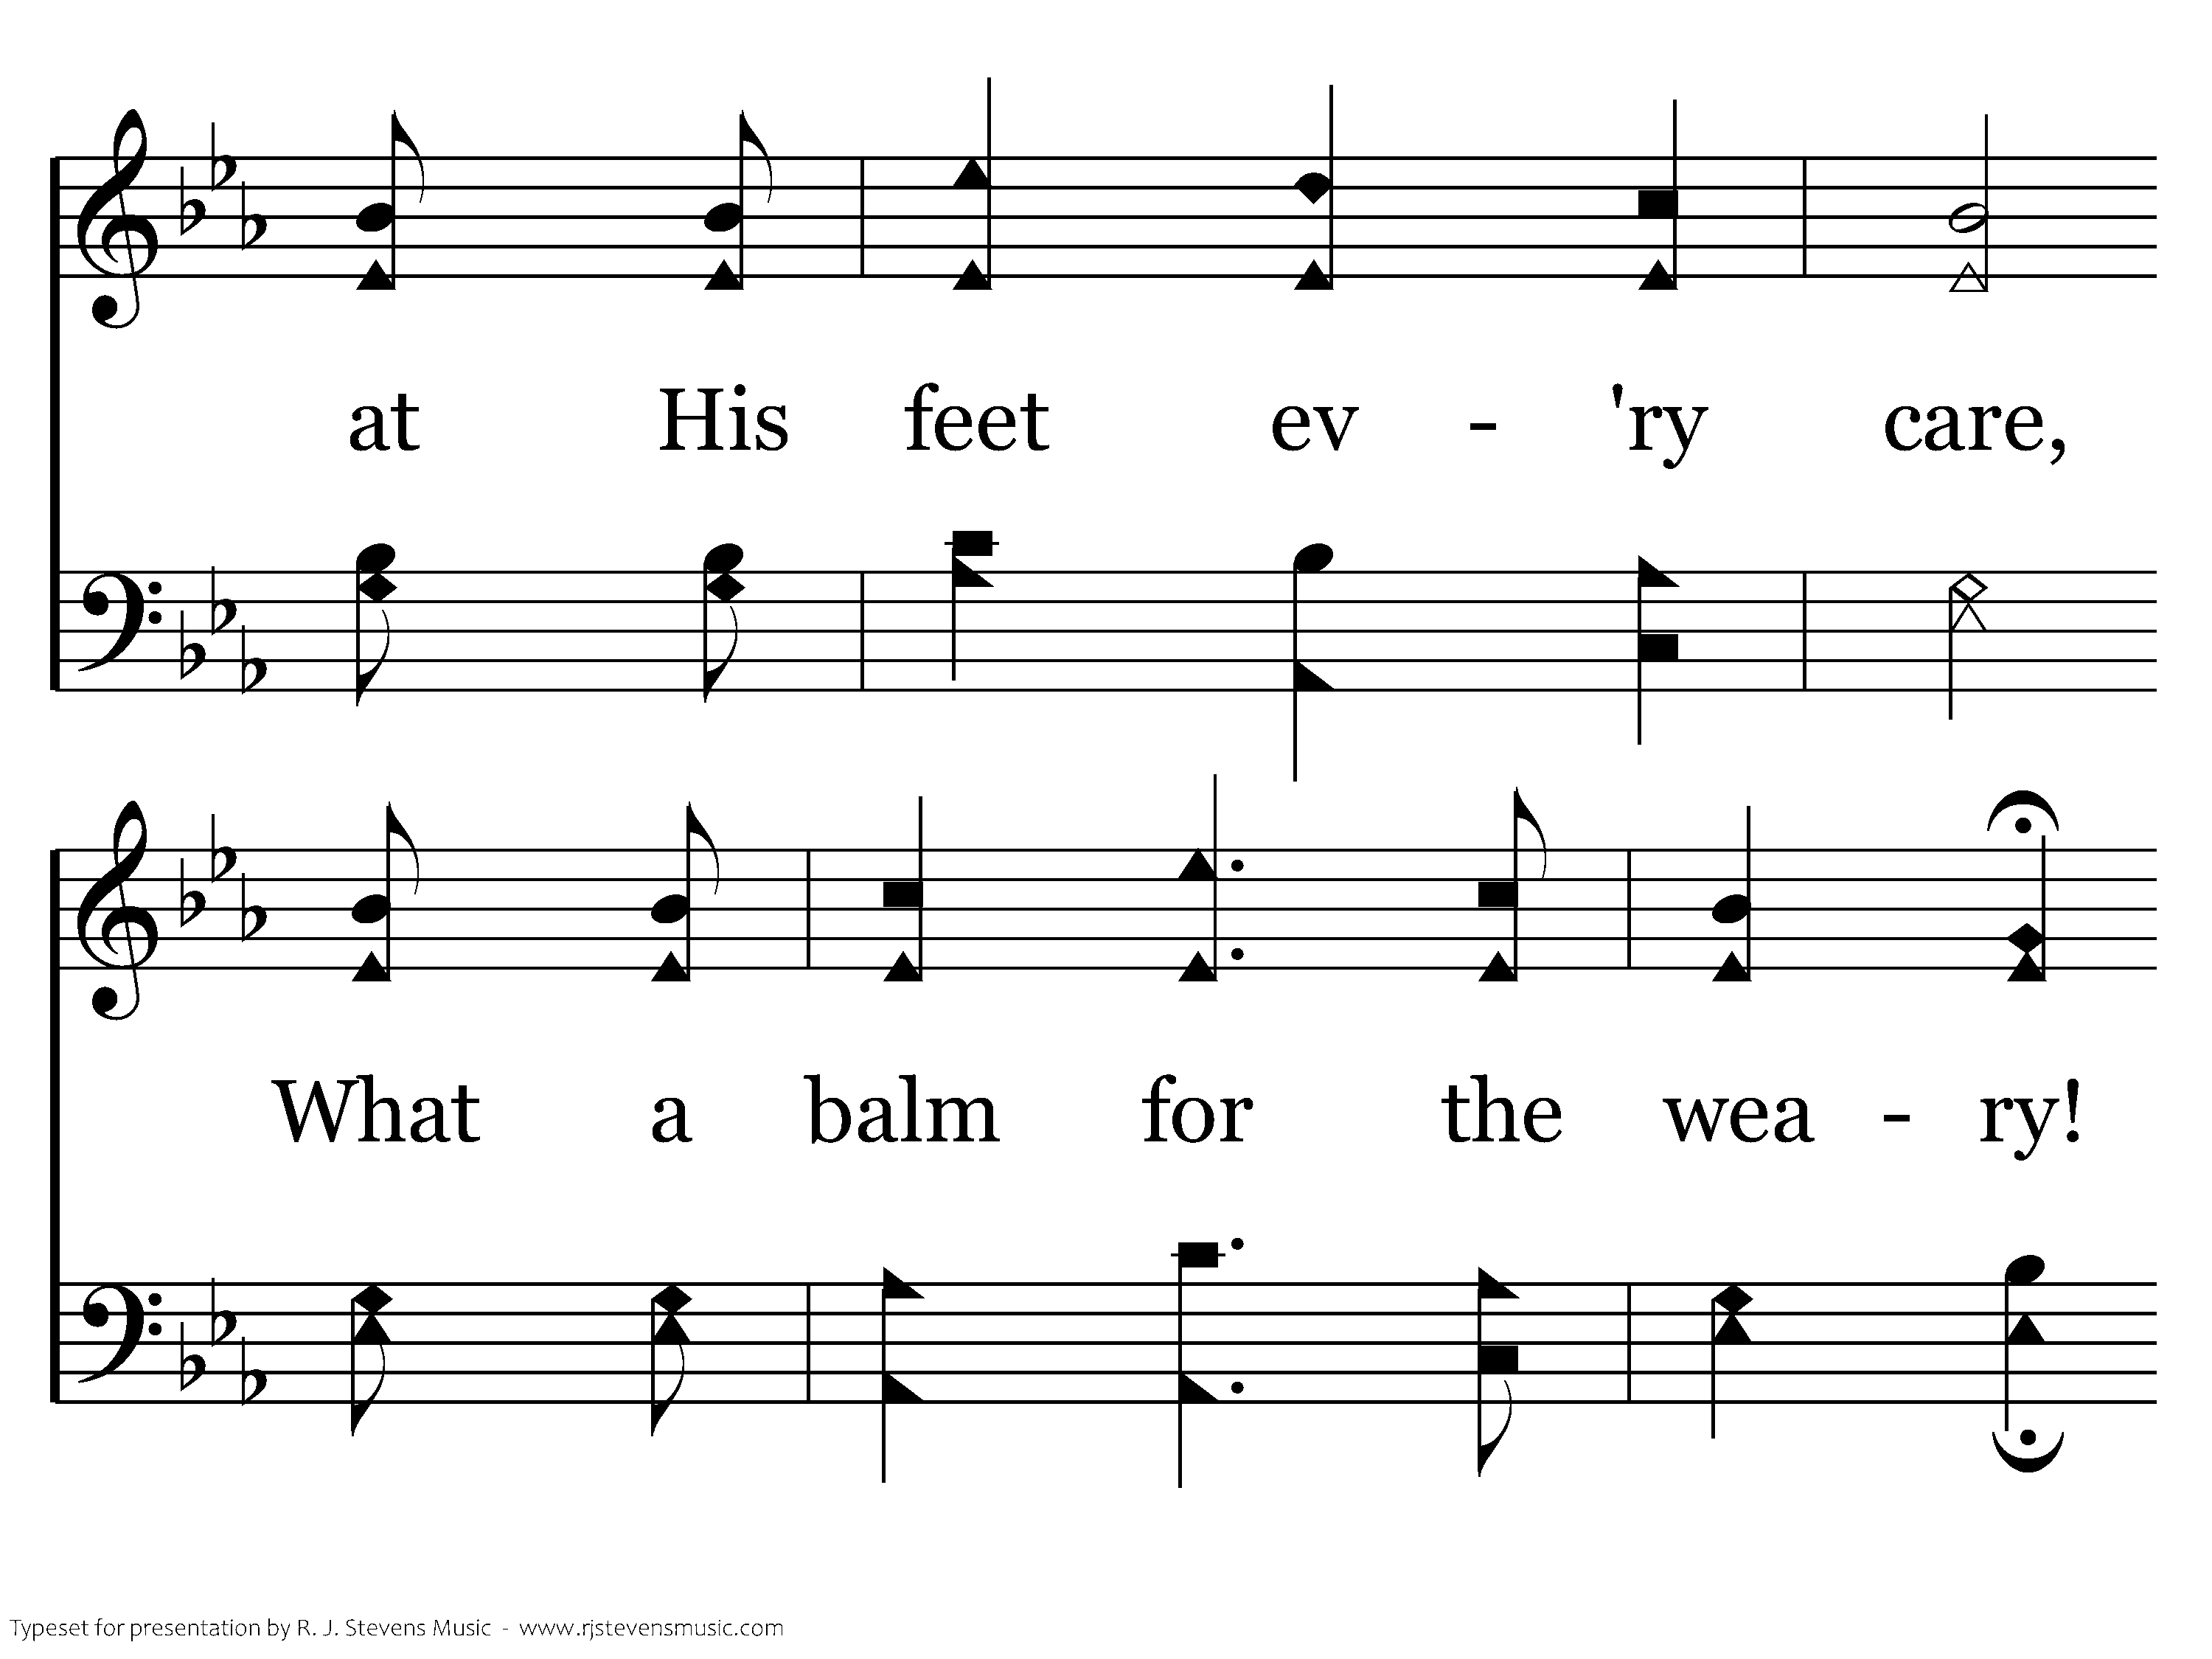 at His feet ev - 'ry care,
What a balm for the wea - ry!
Typeset for presentation by R. J. Stevens Music - www.rjstevensmusic.com